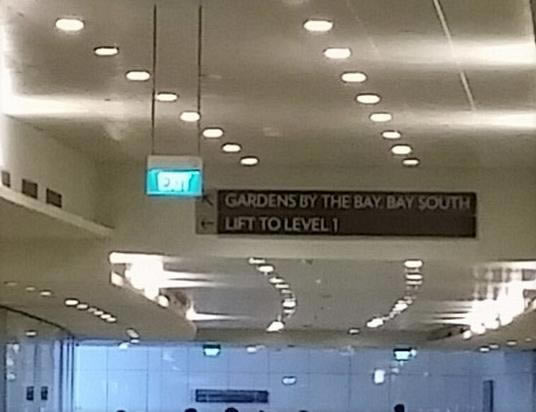 EXIT
GARDENS BY THE BAY, BAY SOUTH
LIFT TO LEVEL 1